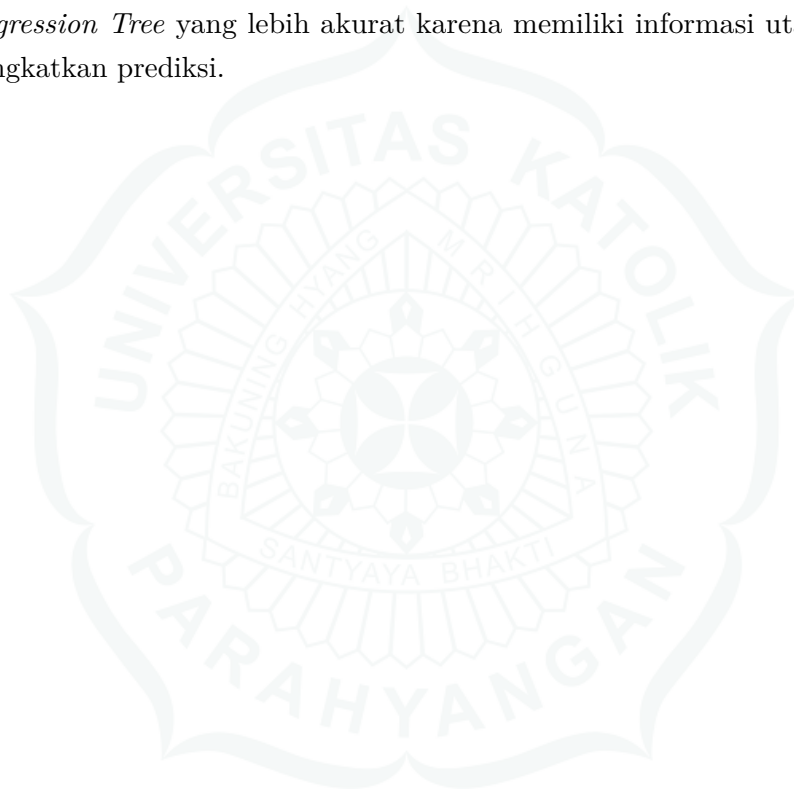 gression Tree yang lebih akurat karena memiliki informasi ut
ngkatkan prediksi.
UNIVERSITAS KATOLIK
BAKUNING HYANG MRIH GUNA
SANTYAYA BHAKTI
PARAHYANGAN